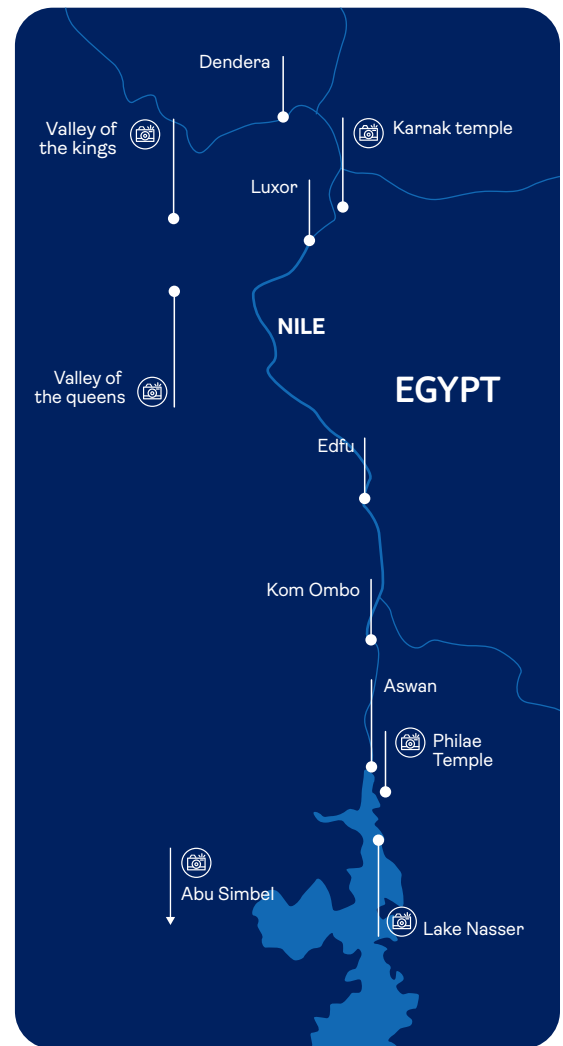 Dendera
Valley of
the kings
Karnak temple
Luxor
NILE
Valley of
the queens
EGYPT
Edfu
Kom Ombo
Aswan
Philae
Temple
Abu Simbel
Lake Nasser